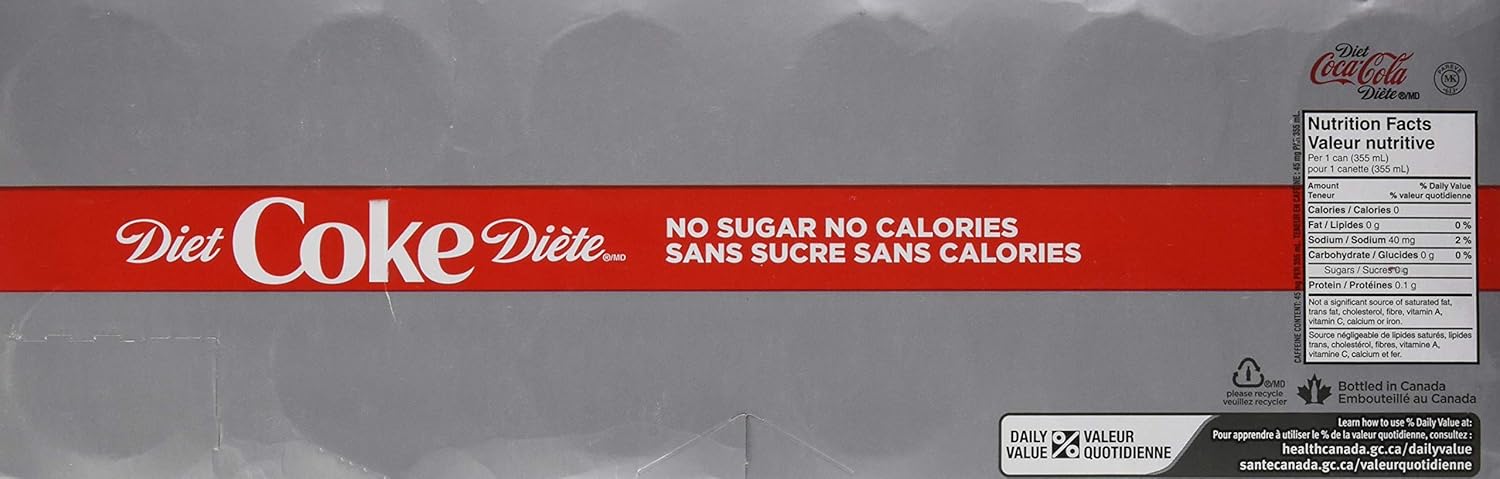 Diet Coke Diète ®/MD
NO SUGAR NO CALORIES
SANS SUCRE SANS CALORIES
Diet
Coca-Cola
Diète ®/MD
MK
CAFFEINE CONTENT: 45 mg PER 355 mL. TENEUR EN CAFÉINE : 45 mg PAR 355 mL.
Nutrition Facts
Valeur nutritive
Per 1 can (355 mL)
pour 1 canette (355 mL)
Amount % Daily Value
Teneur % valeur quotidienne
Calories / Calories 0
Fat / Lipides 0 g 0 %
Sodium / Sodium 40 mg 2 %
Carbohydrate / Glucides 0 g 0 %
Sugars / Sucres 0 g
Protein / Protéines 0.1 g
Not a significant source of saturated fat,
trans fat, cholesterol, fibre, vitamin A,
vitamin C, calcium or iron.
Source négligeable de lipides saturés, lipides
trans, cholestérol, fibres, vitamine A,
vitamine C, calcium et fer.
®/MD
please recycle
veuillez recycler
Bottled in Canada
Embouteillé au Canada
DAILY % VALEUR
VALUE QUOTIDIENNE
Learn how to use % Daily Value at:
Pour apprendre à utiliser le % de la valeur quotidienne, consultez :
healthcanada.gc.ca/dailyvalue
santecanada.gc.ca/valeurquotidienne